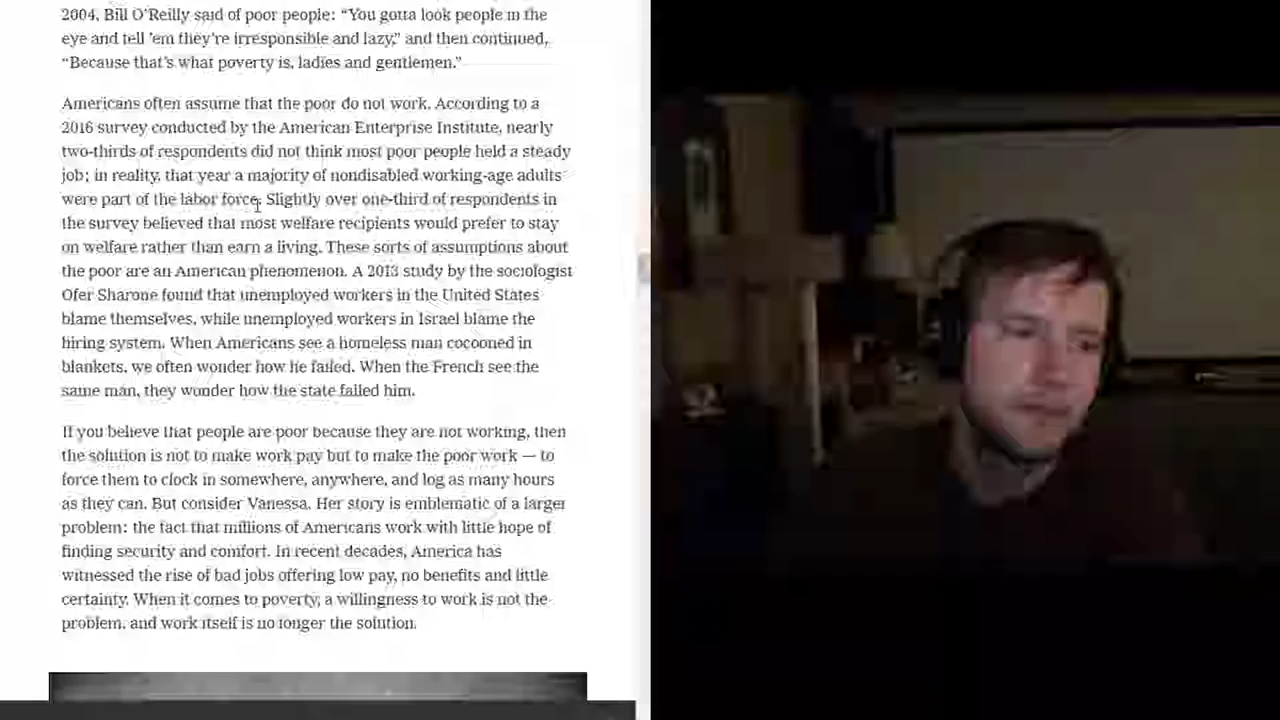 2004, Bill O’Reilly said of poor people: “You gotta look people in the
eye and tell ’em they’re irresponsible and lazy,” and then continued,
“Because that’s what poverty is, ladies and gentlemen.”
Americans often assume that the poor do not work. According to a
2016 survey conducted by the American Enterprise Institute, nearly
two-thirds of respondents did not think most poor people held a steady
job; in reality, that year a majority of nondisabled working-age adults
were part of the labor force. Slightly over one-third of respondents in
the survey believed that most welfare recipients would prefer to stay
on welfare rather than earn a living. These sorts of assumptions about
the poor are an American phenomenon. A 2013 study by the sociologist
Ofer Sharone found that unemployed workers in the United States
blame themselves, while unemployed workers in Israel blame the
hiring system. When Americans see a homeless man cocooned in
blankets, we often wonder how he failed. When the French see the
same man, they wonder how the state failed him.
If you believe that people are poor because they are not working, then
the solution is not to make work pay but to make the poor work — to
force them to clock in somewhere, anywhere, and log as many hours
as they can. But consider Vanessa. Her story is emblematic of a larger
problem: the fact that millions of Americans work with little hope of
finding security and comfort. In recent decades, America has
witnessed the rise of bad jobs offering low pay, no benefits and little
certainty. When it comes to poverty, a willingness to work is not the
problem, and work itself is no longer the solution.